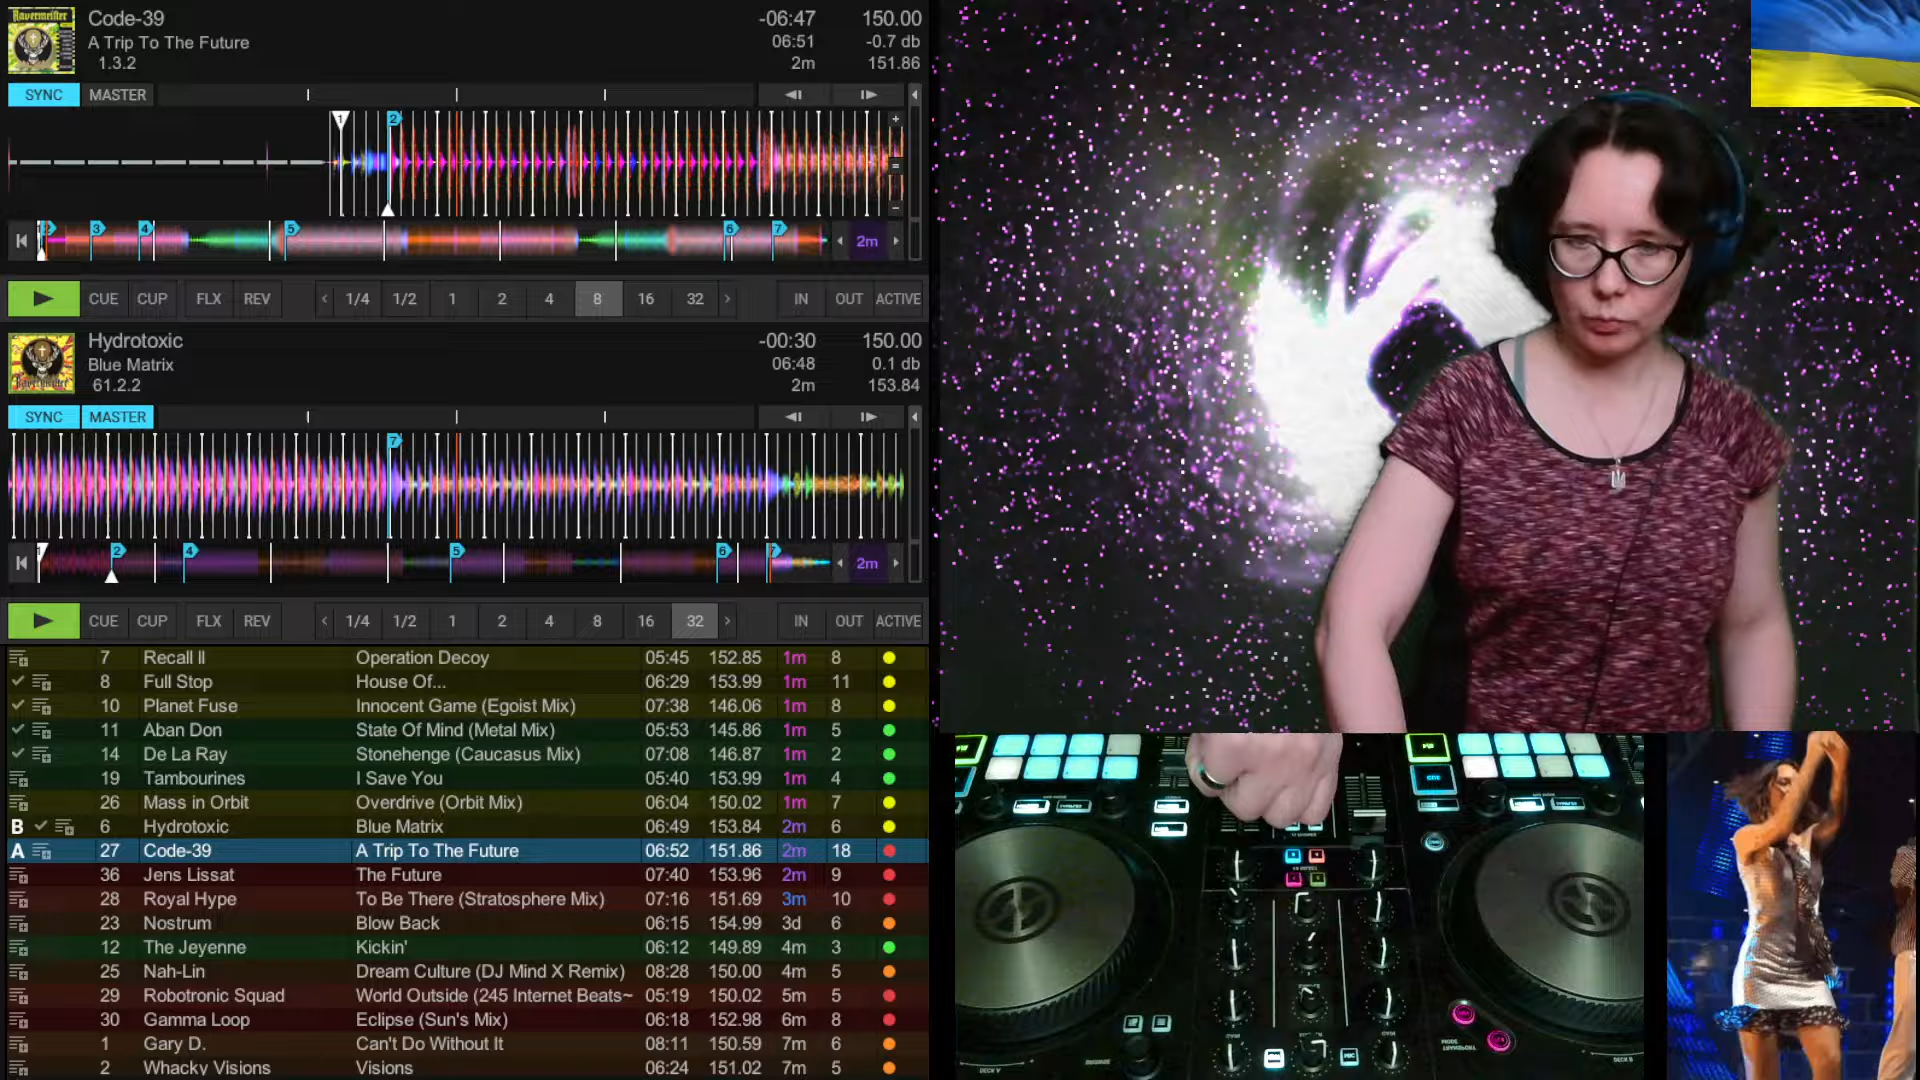 Code-39
-06:47
150.00
A Trip To The Future
06:51
-0.7 db
1.3.2
2m
151.86
SYNC
MASTER
1
2
2
3
4
5
6
7
2m
CUE CUP FLX REV
1/4 1/2 1 2 4 8 16 32
IN OUT ACTIVE
Hydrotoxic
-00:30
150.00
Blue Matrix
06:48
0.1 db
61.2.2
2m
153.84
SYNC
MASTER
7
1
2
4
5
6
7
2m
CUE CUP FLX REV
1/4 1/2 1 2 4 8 16 32
IN OUT ACTIVE
7 Recall II Operation Decoy 05:45 152.85 1m 8
8 Full Stop House Of... 06:29 153.99 1m 11
10 Planet Fuse Innocent Game (Egoist Mix) 07:38 146.06 1m 8
11 Aban Don State Of Mind (Metal Mix) 05:53 145.86 1m 5
14 De La Ray Stonehenge (Caucasus Mix) 07:08 146.87 1m 2
19 Tambourines I Save You 05:40 153.99 1m 4
26 Mass in Orbit Overdrive (Orbit Mix) 06:04 150.02 1m 7
B 6 Hydrotoxic Blue Matrix 06:49 153.84 2m 6
A 27 Code-39 A Trip To The Future 06:52 151.86 2m 18
36 Jens Lissat The Future 07:40 153.96 2m 9
28 Royal Hype To Be There (Stratosphere Mix) 07:16 151.69 3m 10
23 Nostrum Blow Back 06:15 154.99 3d 6
12 The Jeyenne Kickin' 06:12 149.89 4m 3
25 Nah-Lin Dream Culture (DJ Mind X Remix) 08:28 150.00 4m 5
29 Robotronic Squad World Outside (245 Internet Beats~ 05:19 150.02 5m 5
30 Gamma Loop Eclipse (Sun's Mix) 06:18 152.98 6m 8
1 Gary D. Can't Do Without It 08:11 150.59 7m 6
2 Whacky Visions Visions 06:24 151.02 7m 5